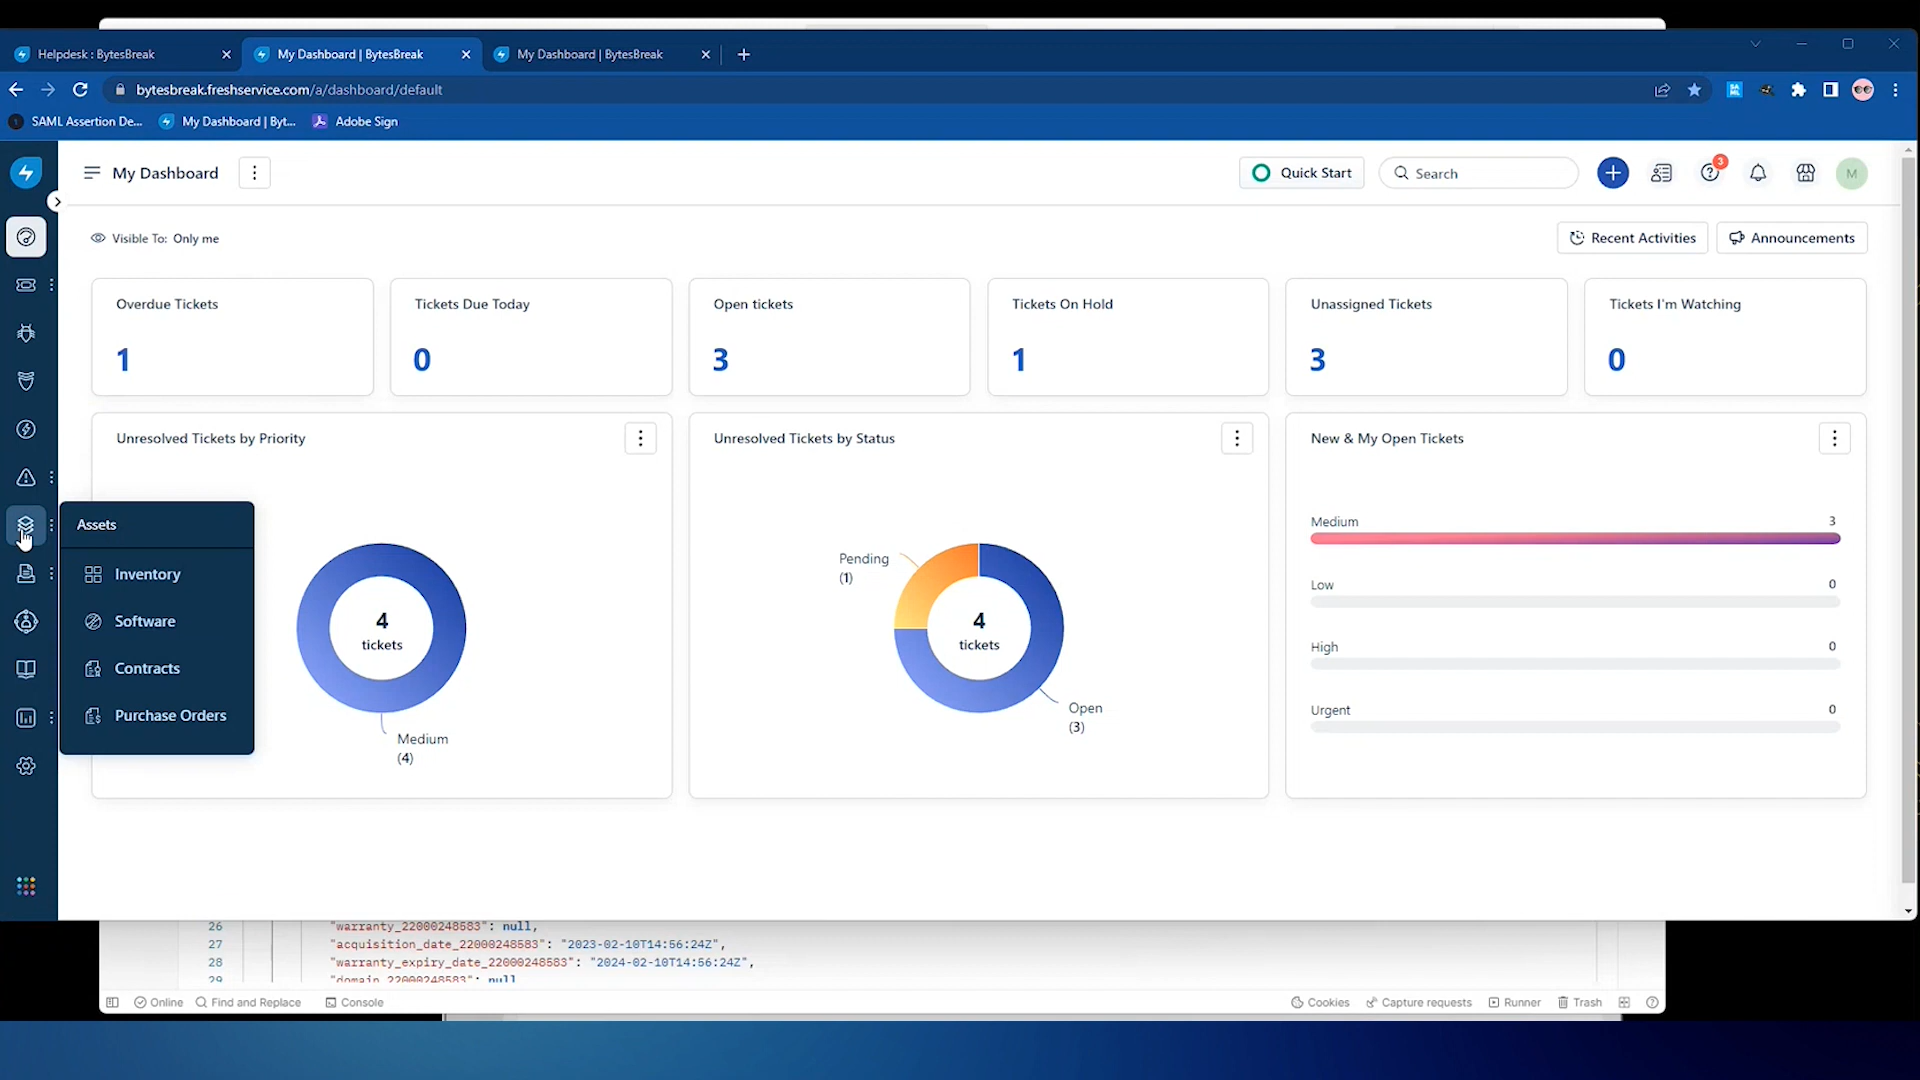 Helpdesk : BytesBreak
My Dashboard | BytesBreak
My Dashboard | BytesBreak
bytesbreak.freshservice.com/a/dashboard/default
SAML Assertion De...
My Dashboard | Byt...
Adobe Sign
My Dashboard
Quick Start
Search
3
M
Visible To: Only me
Recent Activities
Announcements
Overdue Tickets
1
Tickets Due Today
0
Open tickets
3
Tickets On Hold
1
Unassigned Tickets
3
Tickets I'm Watching
0
Assets
Inventory
Software
Contracts
Purchase Orders
Unresolved Tickets by Priority
4
tickets
Medium
(4)
Unresolved Tickets by Status
Pending
(1)
4
tickets
Open
(3)
New & My Open Tickets
Medium 3
Low 0
High 0
Urgent 0
26 "warranty_22000248583": null,
27 "acquisition_date_22000248583": "2023-02-10T14:56:24Z",
28 "warranty_expiry_date_22000248583": "2024-02-10T14:56:24Z",
29 "domain_22000248583": null
Online Find and Replace Console Cookies Capture requests Runner Trash